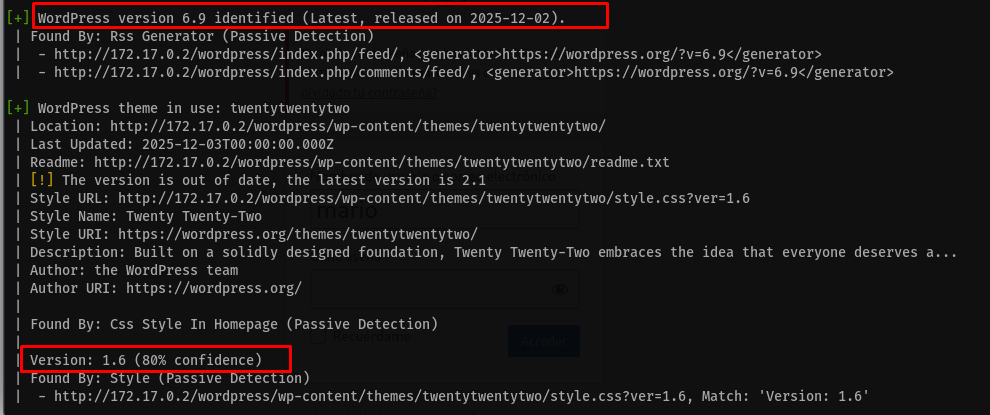 [+] WordPress version 6.9 identified (Latest, released on 2025-12-02).
| Found By: Rss Generator (Passive Detection)
|  - http://172.17.0.2/wordpress/index.php/feed/, <generator>https://wordpress.org/?v=6.9</generator>
|  - http://172.17.0.2/wordpress/index.php/comments/feed/, <generator>https://wordpress.org/?v=6.9</generator>
¿Has olvidado tu contraseña?
[+] WordPress theme in use: twentytwentytwo
| Location: http://172.17.0.2/wordpress/wp-content/themes/twentytwentytwo/
| Last Updated: 2025-12-03T00:00:00.000Z
| Readme: http://172.17.0.2/wordpress/wp-content/themes/twentytwentytwo/readme.txt
| [!] The version is out of date, the latest version is 2.1
electrónico
| Style URL: http://172.17.0.2/wordpress/wp-content/themes/twentytwentytwo/style.css?ver=1.6
| Style Name: Twenty Twenty-Two
mario
| Style URI: https://wordpress.org/themes/twentytwentytwo/
| Description: Built on a solidly designed foundation, Twenty Twenty-Two embraces the idea that everyone deserves a...
| Author: the WordPress team
| Author URI: https://wordpress.org/
|
| Found By: Css Style In Homepage (Passive Detection)
Recuérdame
Acceder
|
| Version: 1.6 (80% confidence)
| Found By: Style (Passive Detection)
|  - http://172.17.0.2/wordpress/wp-content/themes/twentytwentytwo/style.css?ver=1.6, Match: 'Version: 1.6'